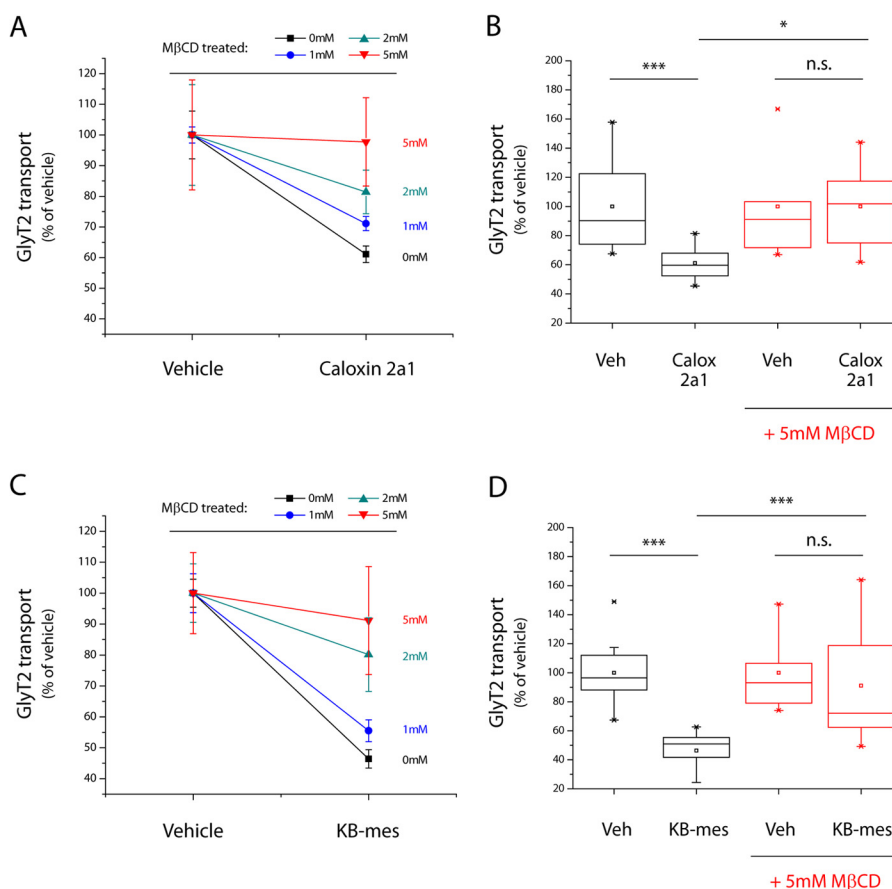 A
MβCD treated:
0mM
2mM
1mM
5mM
120
110
100
90
80
70
60
50
40
GlyT2 transport
(% of vehicle)
5mM
2mM
1mM
0mM
Vehicle
Caloxin 2a1
B
*
***
n.s.
200
180
160
140
120
100
80
60
40
20
GlyT2 transport
(% of vehicle)
Veh
Calox
2a1
Veh
Calox
2a1
+ 5mM MβCD
C
MβCD treated:
0mM
2mM
1mM
5mM
120
110
100
90
80
70
60
50
40
GlyT2 transport
(% of vehicle)
5mM
2mM
1mM
0mM
Vehicle
KB-mes
D
***
***
n.s.
200
180
160
140
120
100
80
60
40
20
GlyT2 transport
(% of vehicle)
Veh
KB-mes
Veh
KB-mes
+ 5mM MβCD